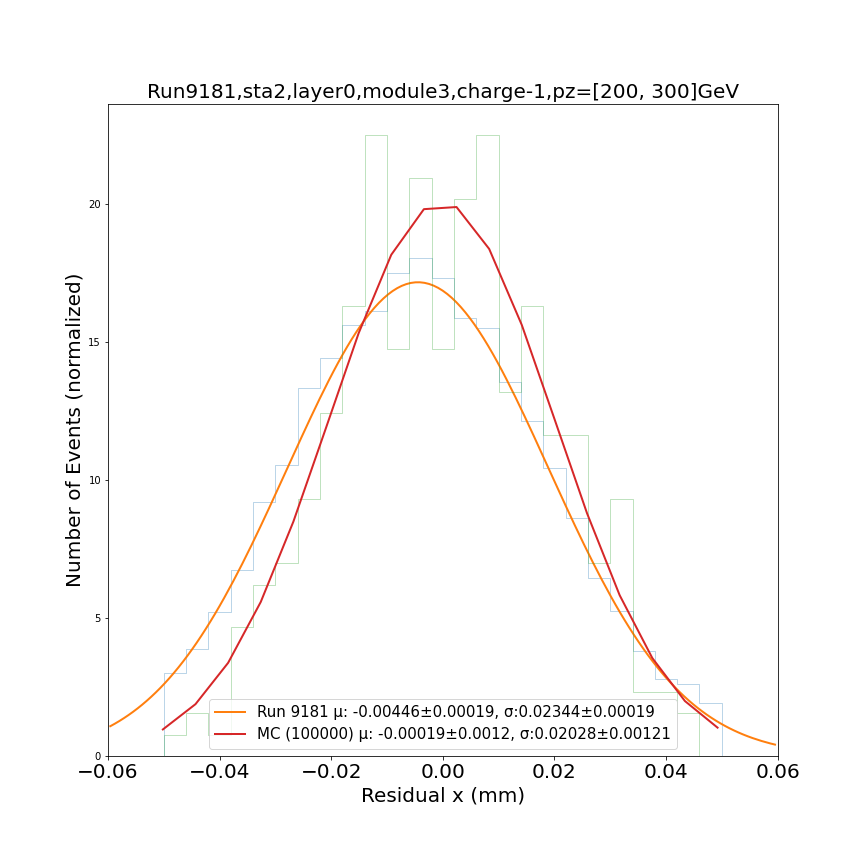 Run9181,sta2,layer0,module3,charge-1,pz=[200, 300]GeV
Number of Events (normalized)
20
15
10
5
0
Run 9181 μ: -0.00446±0.00019, σ:0.02344±0.00019
MC (100000) μ: -0.00019±0.0012, σ:0.02028±0.00121
−0.06 −0.04 −0.02 0.00 0.02 0.04 0.06
Residual x (mm)